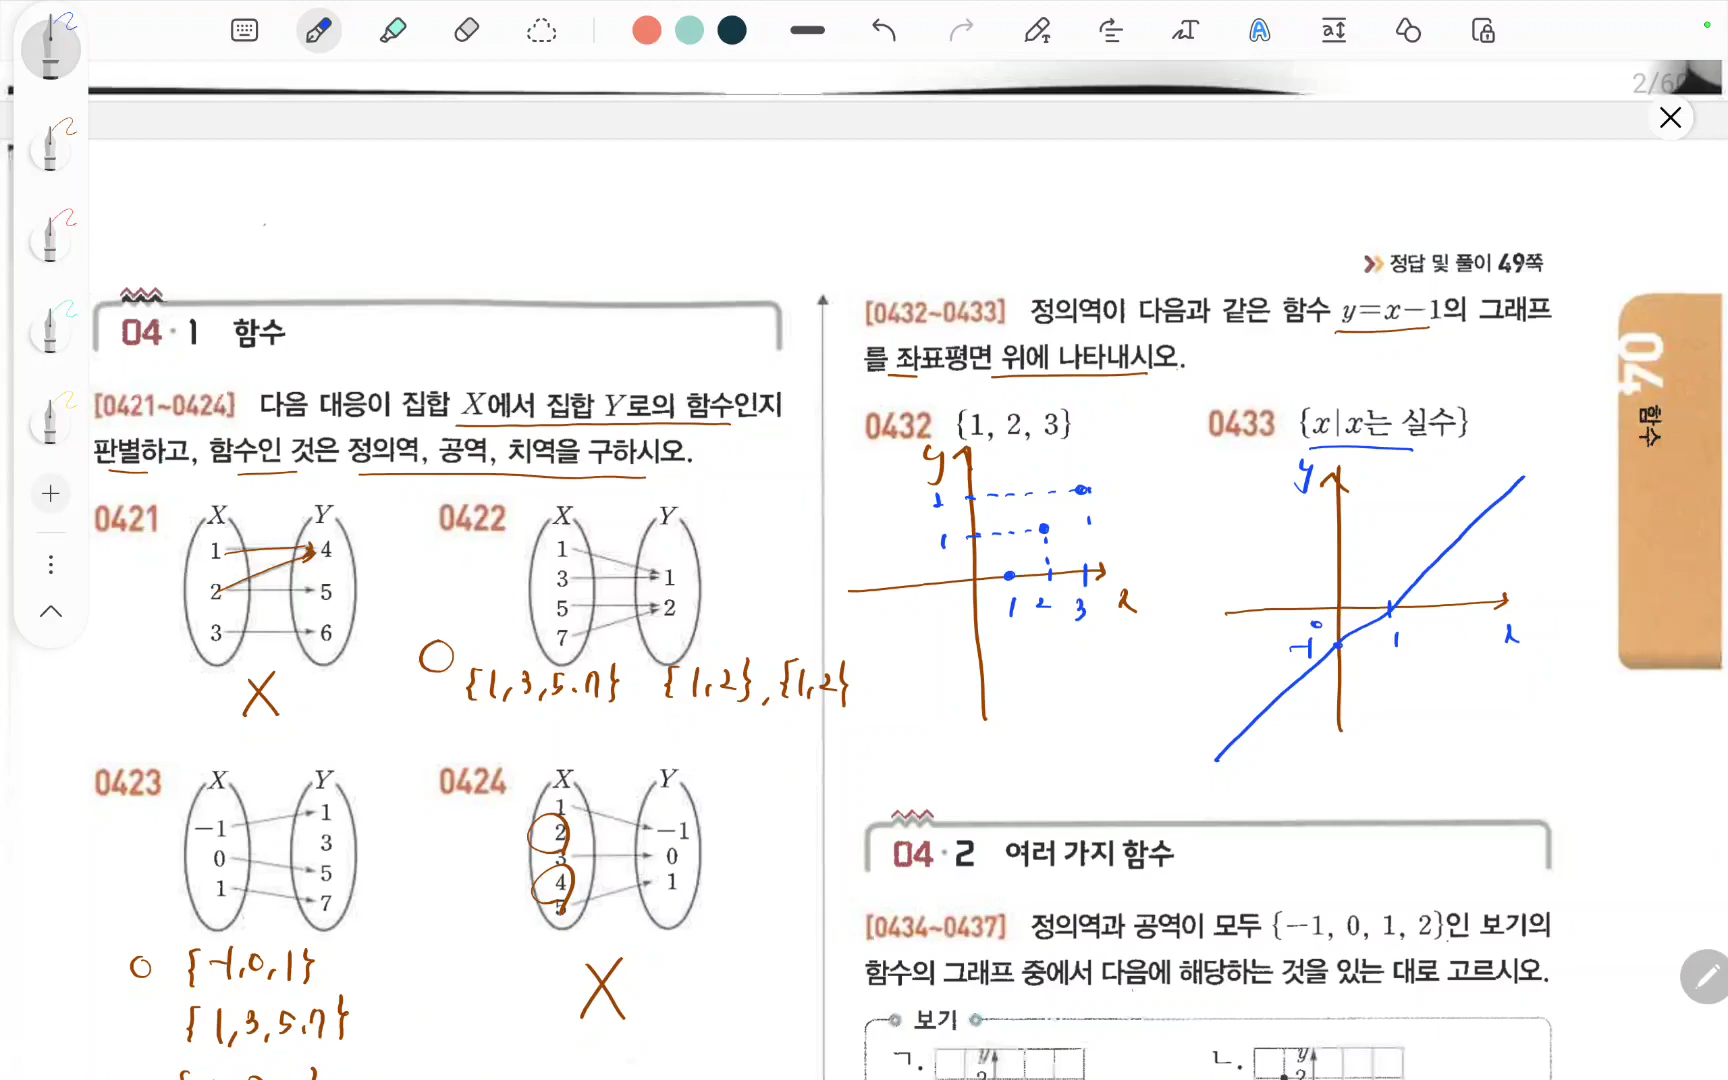 2/60
정답 및 풀이 49쪽
04·1 함수
[0421~0424] 다음 대응이 집합 X에서 집합 Y로의 함수인지
판별하고, 함수인 것은 정의역, 공역, 치역을 구하시오.
0421
X Y
1 4
2 5
3 6
X
0422
X Y
1
3 1
5 2
7
O
{1, 3, 5. 7} {1, 2}, {1, 2}
0423
X Y
−1 1
0 3
1 5
7
O {-1, 0, 1}
{1, 3, 5. 7}
0424
X Y
1
2 −1
3 0
4 1
5
X
[0432~0433] 정의역이 다음과 같은 함수 y=x−1의 그래프
를 좌표평면 위에 나타내시오.
0432 {1, 2, 3}
y
2
1
1 2 3 x
0433 {x|x는 실수}
y
-1 0 1 x
04·2 여러 가지 함수
[0434~0437] 정의역과 공역이 모두 {−1, 0, 1, 2}인 보기의
함수의 그래프 중에서 다음에 해당하는 것을 있는 대로 고르시오.
보기
ㄱ. y 2 ㄴ. y 2
04
함수